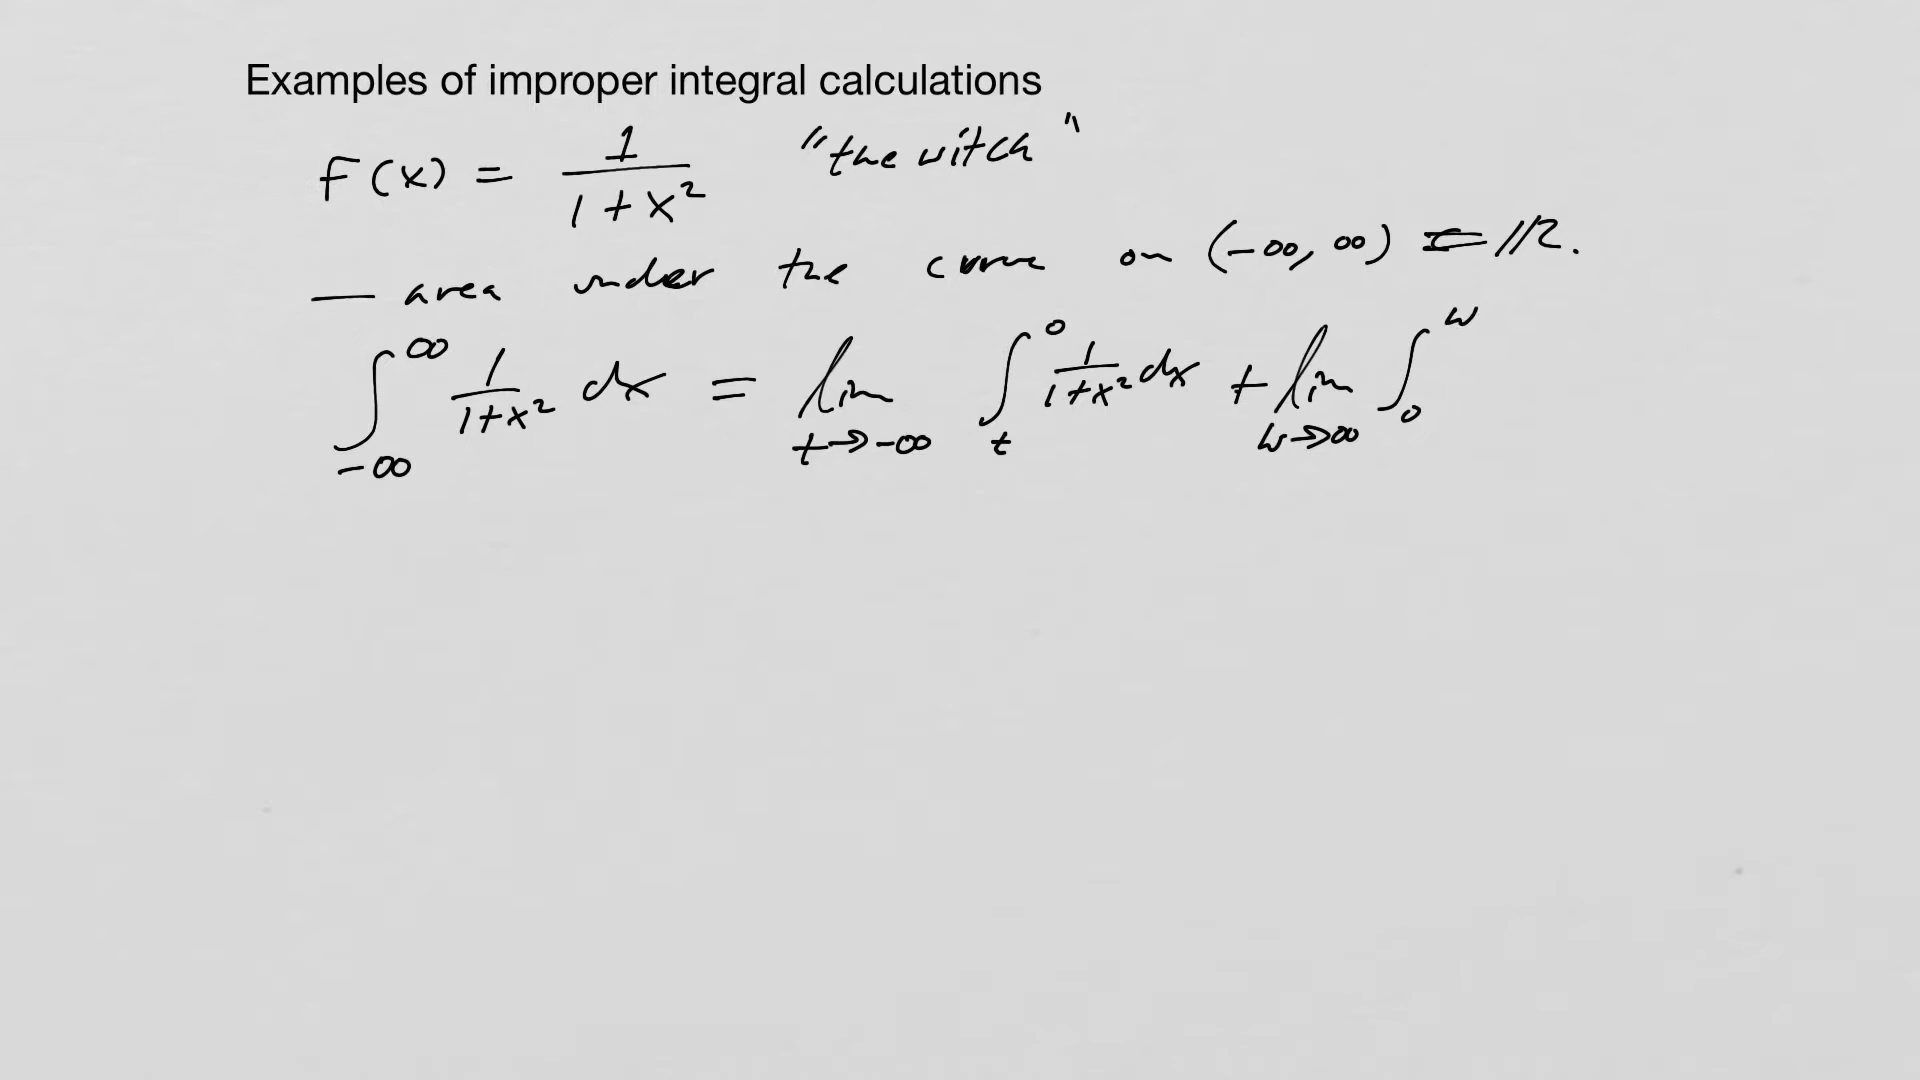 Examples of improper integral calculations
F(x) = 1/(1+x²) "the witch"
— area under the curve on (-∞, ∞) = ℝ.
∫_{-∞}^{∞} 1/(1+x²) dx = lim_{t→-∞} ∫_t^0 1/(1+x²) dx + lim_{w→∞} ∫_0^w